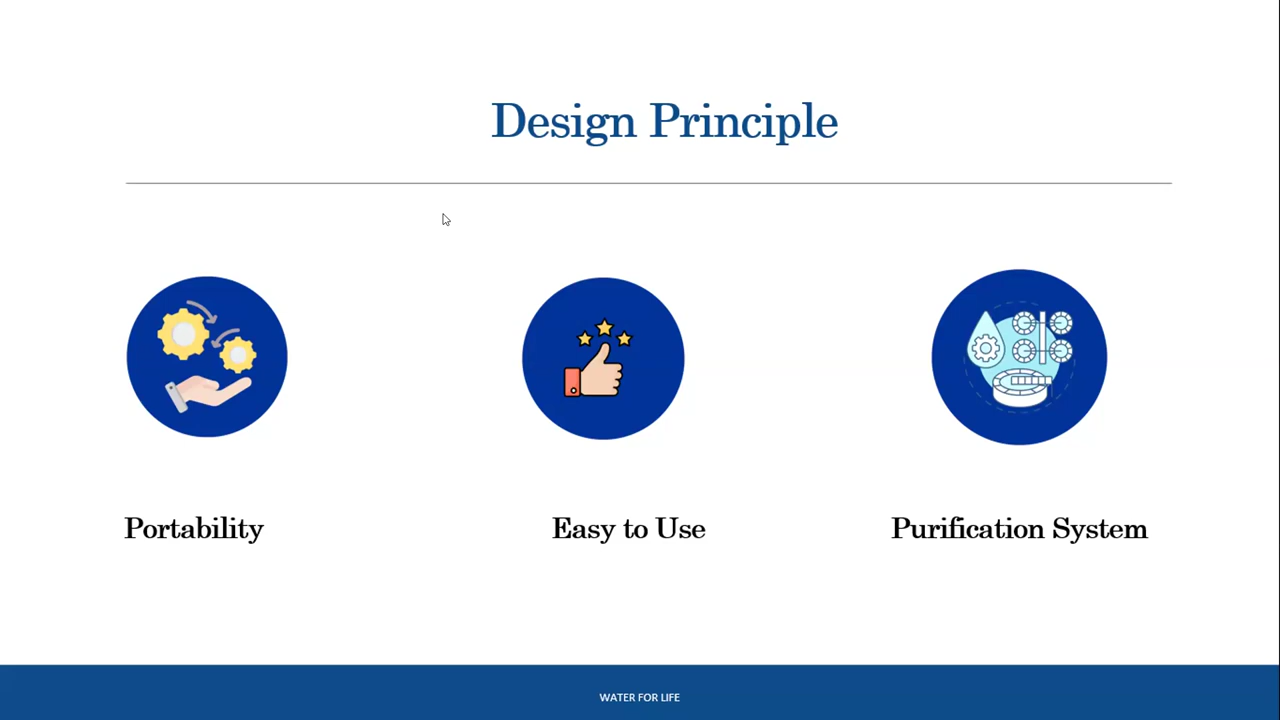 Design Principle
Portability
Easy to Use
Purification System
WATER FOR LIFE